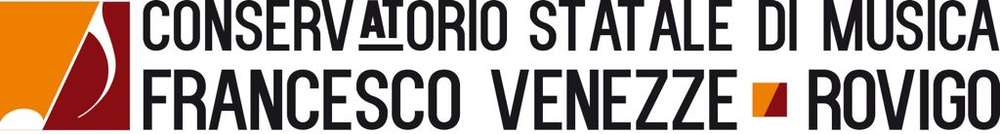 CONSERVATORIO STATALE DI MUSICA
FRANCESCO VENEZZE ROVIGO